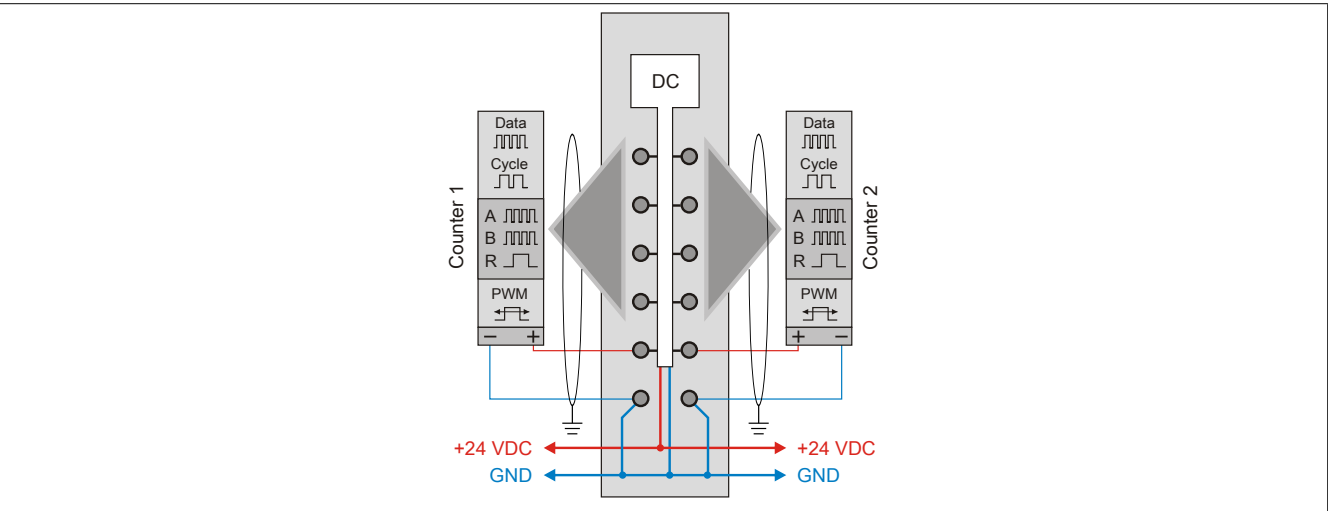 DC
Counter 1
Data
Cycle
A
B
R
PWM
− +
Data
Cycle
A
B
R
PWM
+ −
Counter 2
+24 VDC
+24 VDC
GND
GND